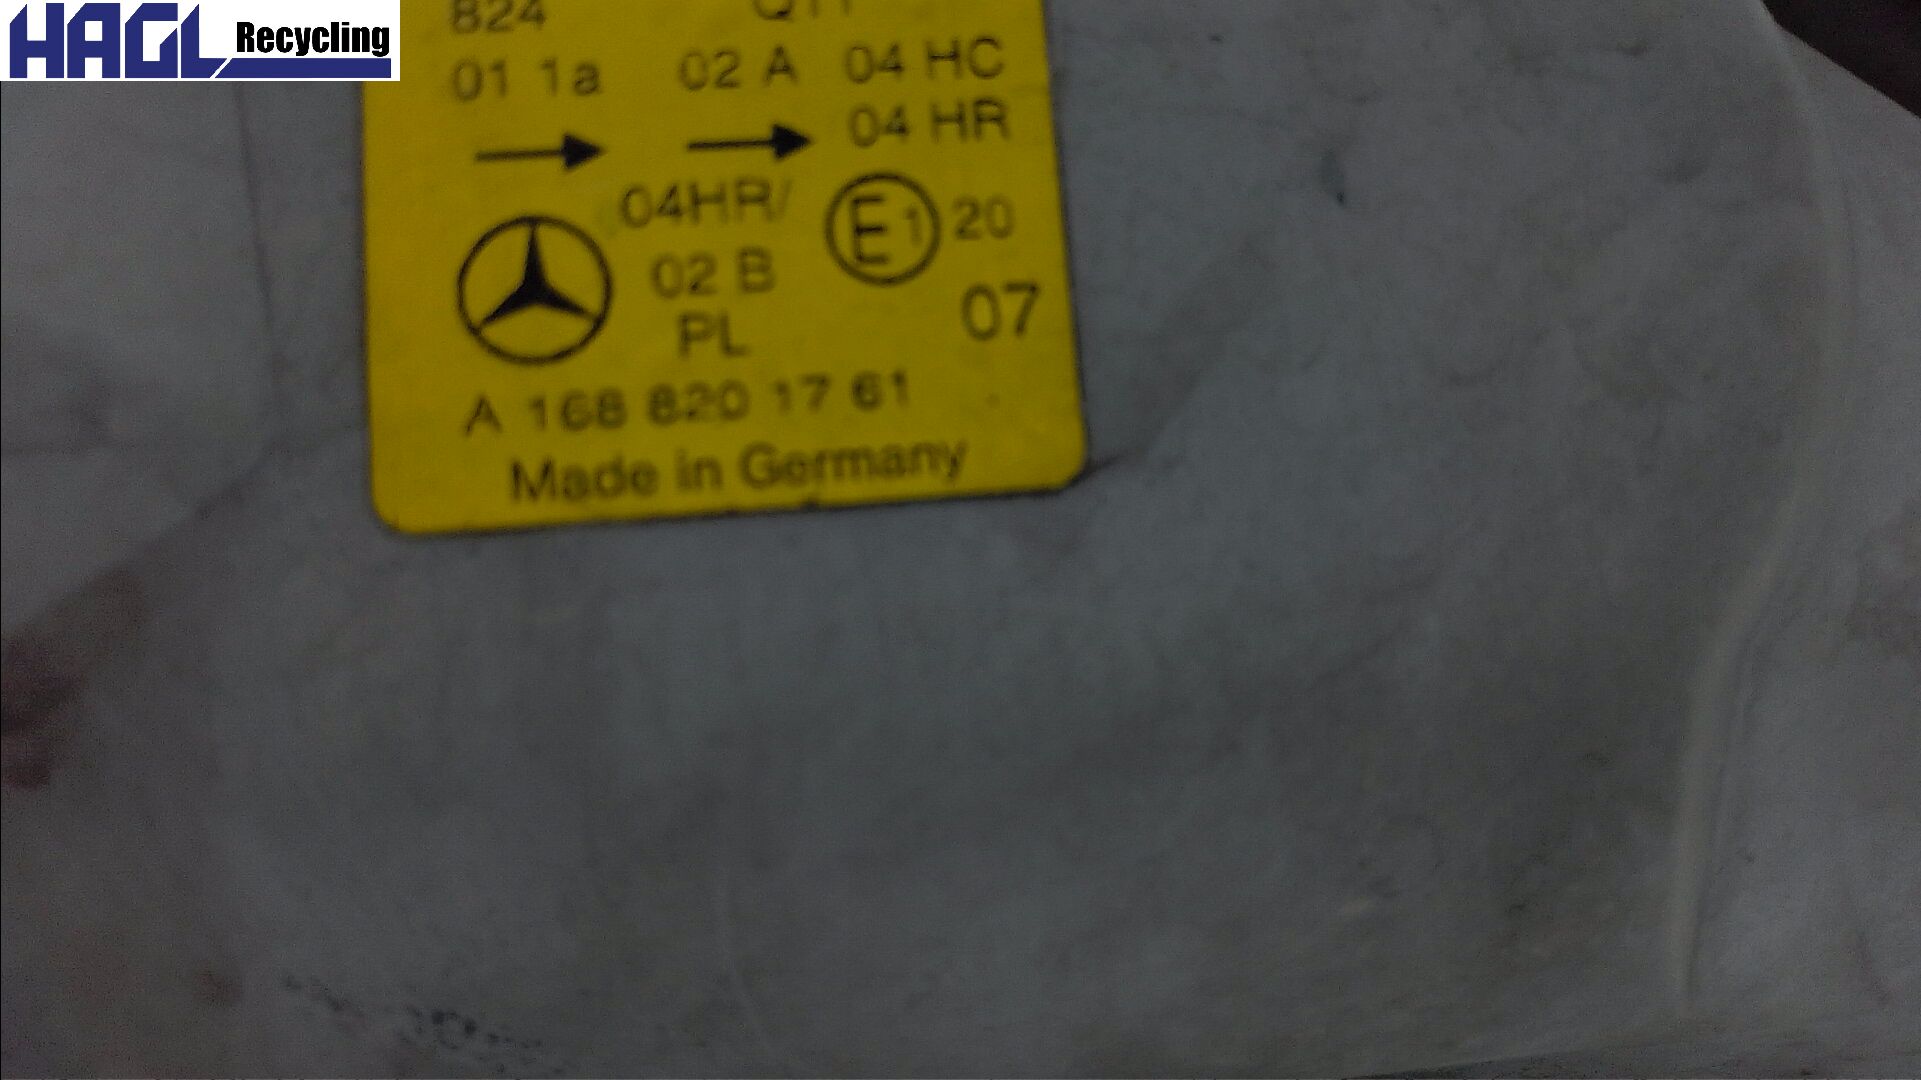 HAGL Recycling
824
01 1a 02 A 04 HC
04 HR
04HR/ E1 20
02 B 07
PL
A 168 820 17 61
Made in Germany